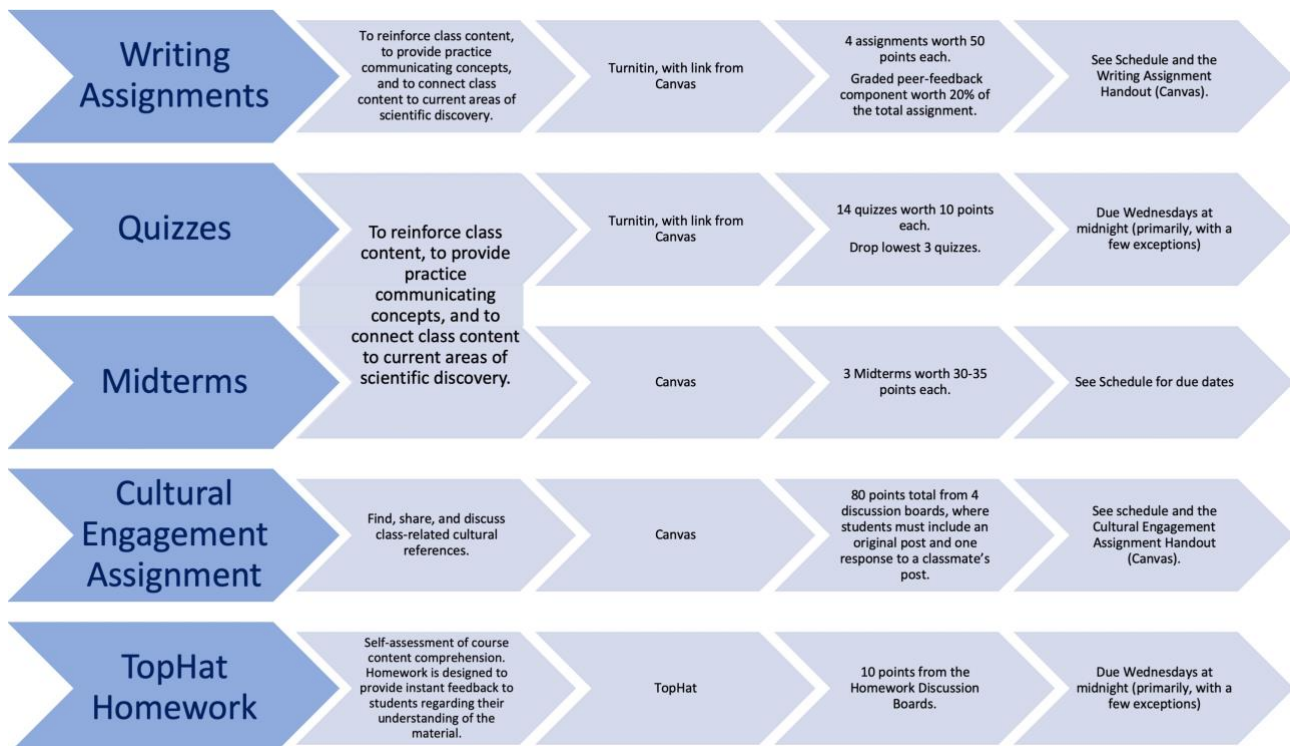 Writing
Assignments
To reinforce class content,
to provide practice
communicating concepts,
and to connect class
content to current areas of
scientific discovery.
Turnitin, with link from
Canvas
4 assignments worth 50
points each.
Graded peer-feedback
component worth 20% of
the total assignment.
See Schedule and the
Writing Assignment
Handout (Canvas).
Quizzes
To reinforce class
content, to provide
practice
communicating
concepts, and to
connect class content
to current areas of
scientific discovery.
Turnitin, with link from
Canvas
14 quizzes worth 10 points
each.
Drop lowest 3 quizzes.
Due Wednesdays at
midnight (primarily, with a
few exceptions)
Midterms
Canvas
3 Midterms worth 30-35
points each.
See Schedule for due dates
Cultural
Engagement
Assignment
Find, share, and discuss
class-related cultural
references.
Canvas
80 points total from 4
discussion boards, where
students must include an
original post and one
response to a classmate’s
post.
See schedule and the
Cultural Engagement
Assignment Handout
(Canvas).
TopHat
Homework
Self-assessment of course
content comprehension.
Homework is designed to
provide instant feedback to
students regarding their
understanding of the
material.
TopHat
10 points from the
Homework Discussion
Boards.
Due Wednesdays at
midnight (primarily, with a
few exceptions)